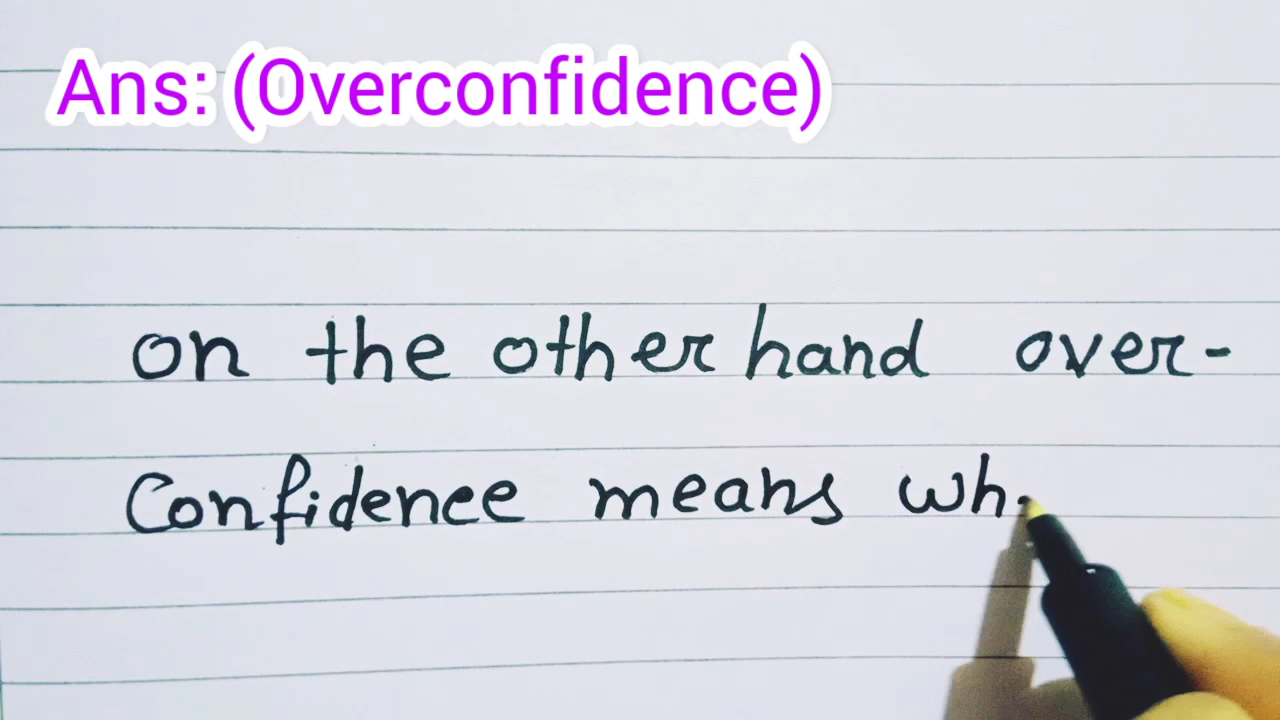 Ans: (Overconfidence)
on the other hand over-
Confidence means wh